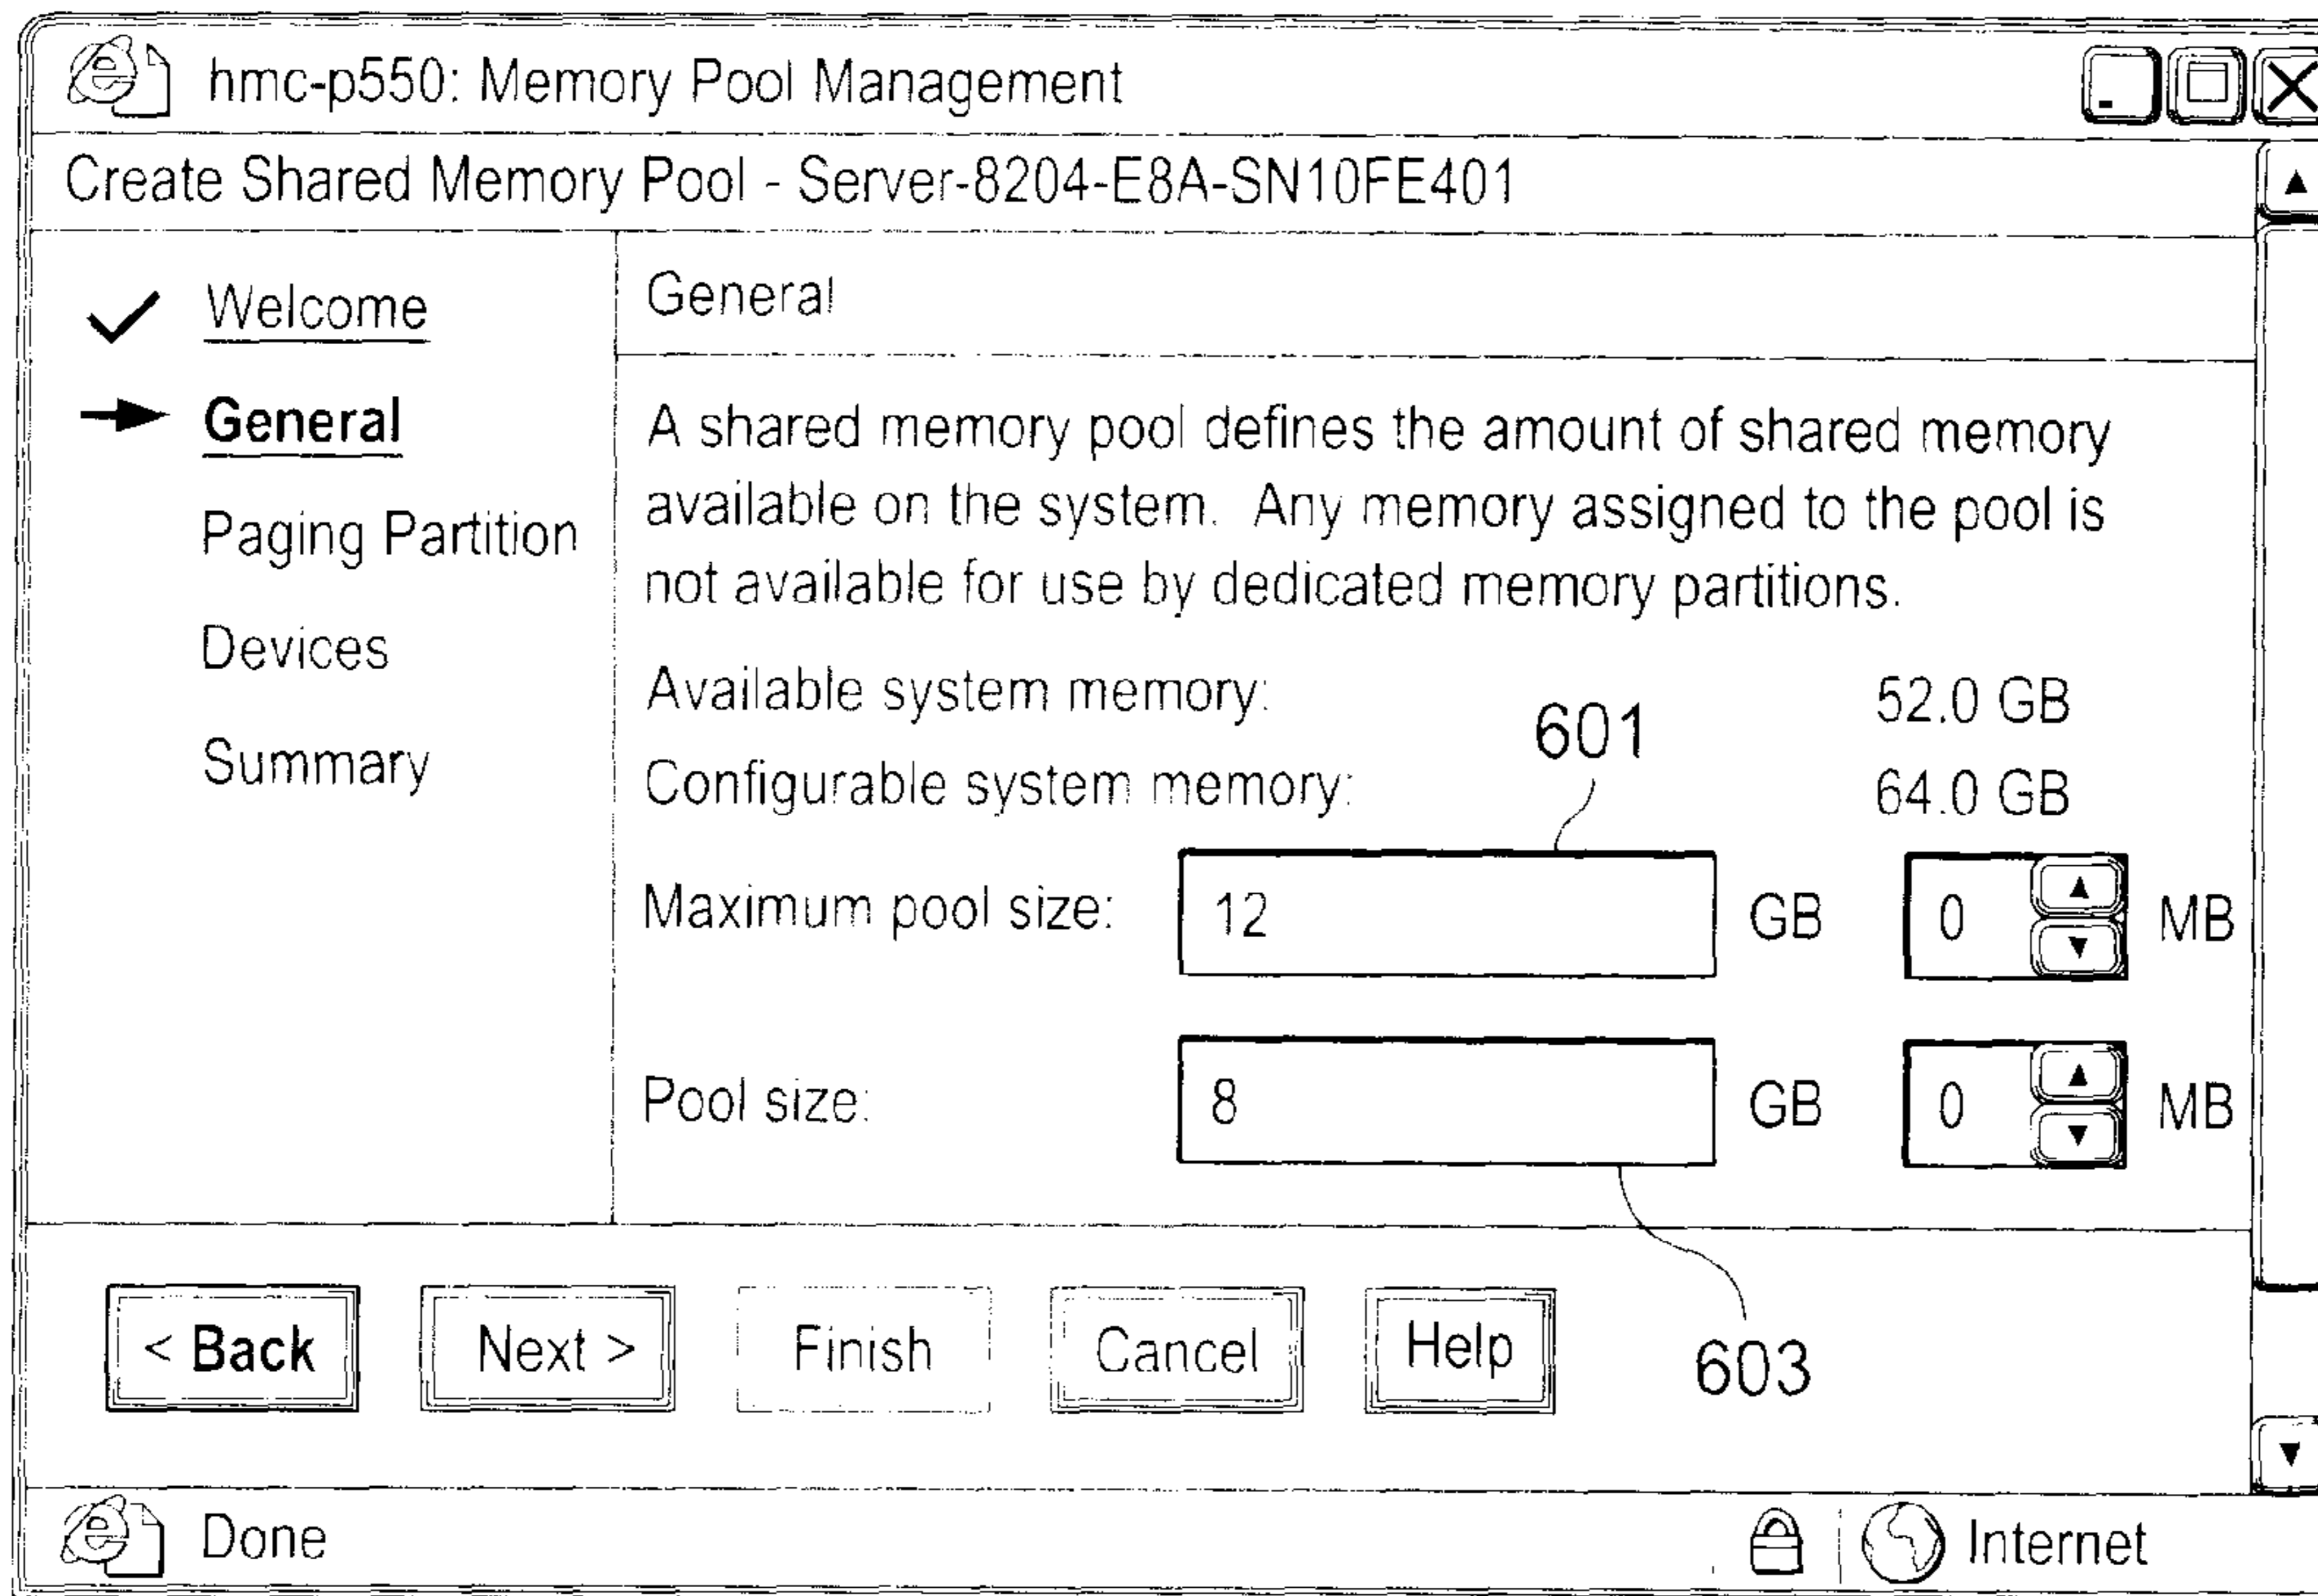 hmc-p550: Memory Pool Management
Create Shared Memory Pool - Server-8204-E8A-SN10FE401
Welcome
General
Paging Partition
Devices
Summary
General
A shared memory pool defines the amount of shared memory
available on the system. Any memory assigned to the pool is
not available for use by dedicated memory partitions.
Available system memory: 52.0 GB
601
Configurable system memory: 64.0 GB
Maximum pool size: 12 GB 0 MB
Pool size: 8 GB 0 MB
< Back Next > Finish Cancel Help
603
Done Internet